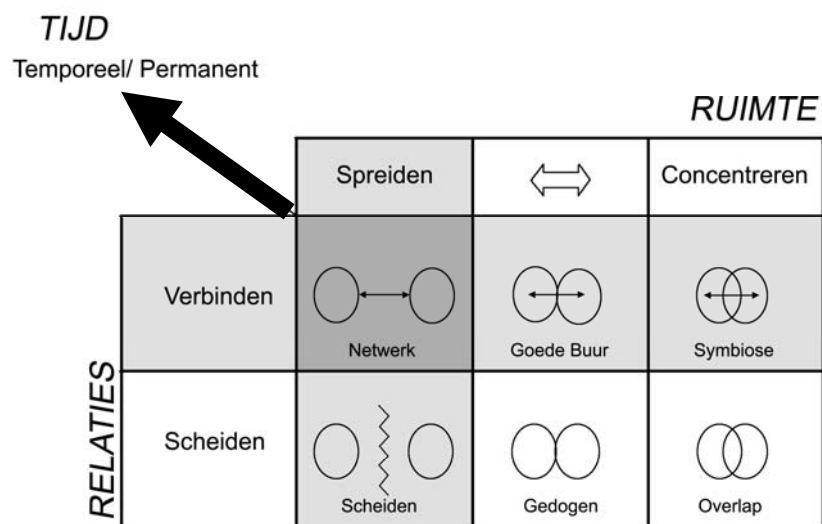 TIJD
Temporeel/ Permanent
RUIMTE
Spreiden
Concentreren
Verbinden
Netwerk
Goede Buur
Symbiose
RELATIES
Scheiden
Scheiden
Gedogen
Overlap